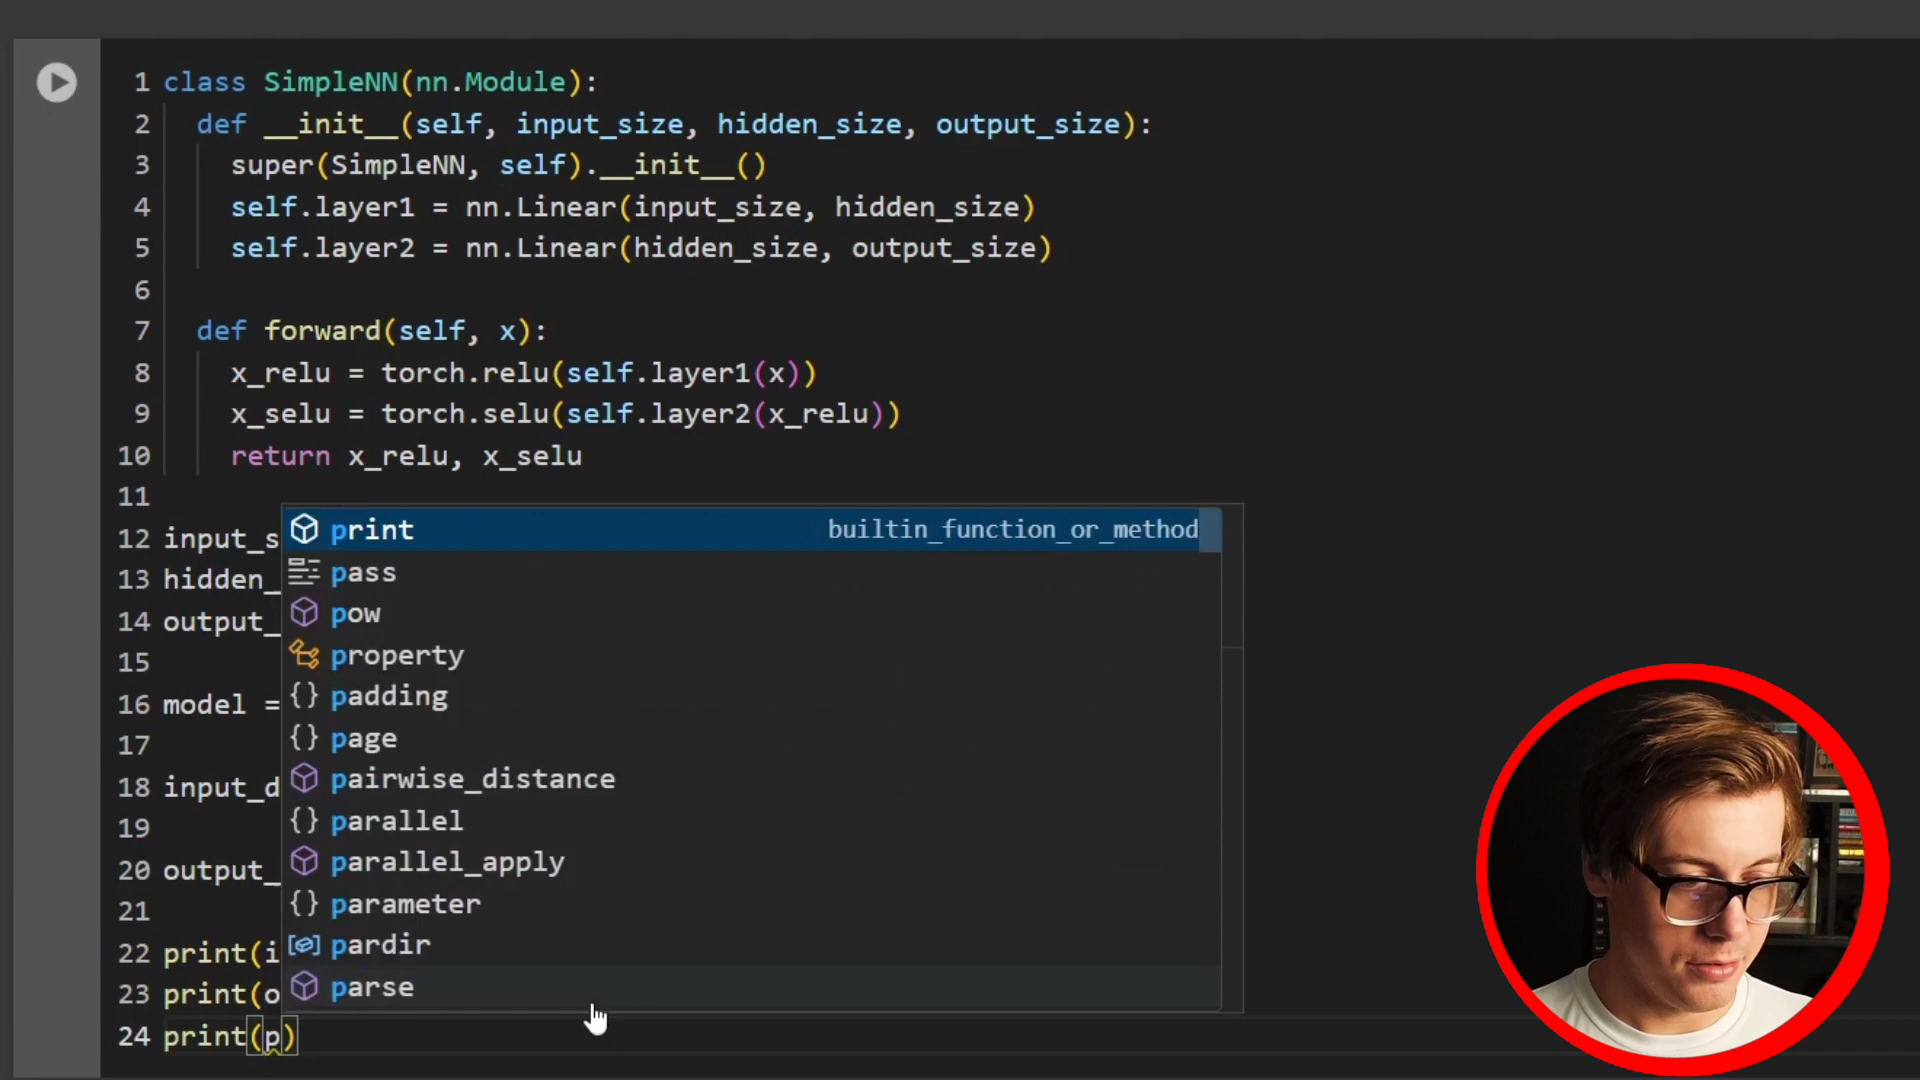 1 class SimpleNN(nn.Module):
2 def __init__(self, input_size, hidden_size, output_size):
3 super(SimpleNN, self).__init__()
4 self.layer1 = nn.Linear(input_size, hidden_size)
5 self.layer2 = nn.Linear(hidden_size, output_size)
6
7 def forward(self, x):
8 x_relu = torch.relu(self.layer1(x))
9 x_selu = torch.selu(self.layer2(x_relu))
10 return x_relu, x_selu
11
12 input_s
print builtin_function_or_method
pass
13 hidden_
pow
14 output_
property
15
padding
16 model =
page
17
pairwise_distance
18 input_d
parallel
19
parallel_apply
20 output_
parameter
21
pardir
22 print(i
parse
23 print(o
24 print(p)